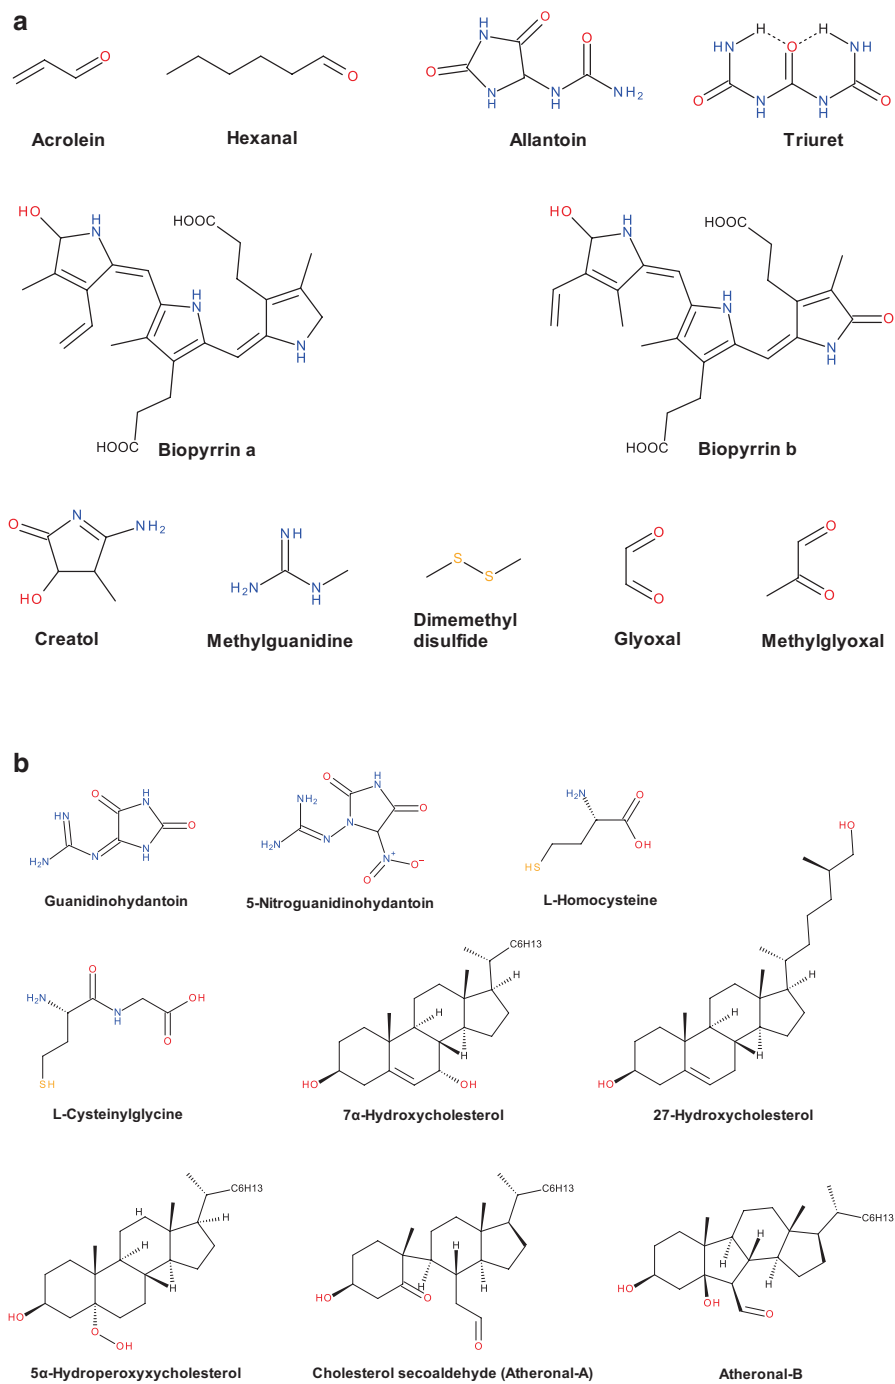 a
O
Acrolein
O
Hexanal
O
HN
O
N
H
N
H
O
NH2
Allantoin
H O H
NH NH
O N
H N
H O
Triuret
HO H
N HOOC
H
N
N
H
HOOC
Biopyrrin a
HO H
N HOOC
H
N
O
N
H
HOOC
Biopyrrin b
O N NH2
HO
Creatol
NH
H2N N
H
Methylguanidine
S
S
Dimemethyl
disulfide
O
O
Glyoxal
O
O
Methylglyoxal
b
O H
N
NH O
H2N N N
H
Guanidinohydantoin
O H
N
NH2 N O
H2N N
N+ O−
O
5-Nitroguanidinohydantoin
H2N O
OH
HS
L-Homocysteine
HO
H
H
H H
HO
27-Hydroxycholesterol
H2N O
N
H O
OH
SH
L-Cysteinylglycine
C6H13
H
H
H H
HO OH
7α-Hydroxycholesterol
C6H13
H H
H
H H
HO
O
OH
5α-Hydroperoxyxycholesterol
C6H13
H
H H
HO O
O
Cholesterol secoaldehyde (Atheronal-A)
C6H13
H
H H
HO
OH O
Atheronal-B